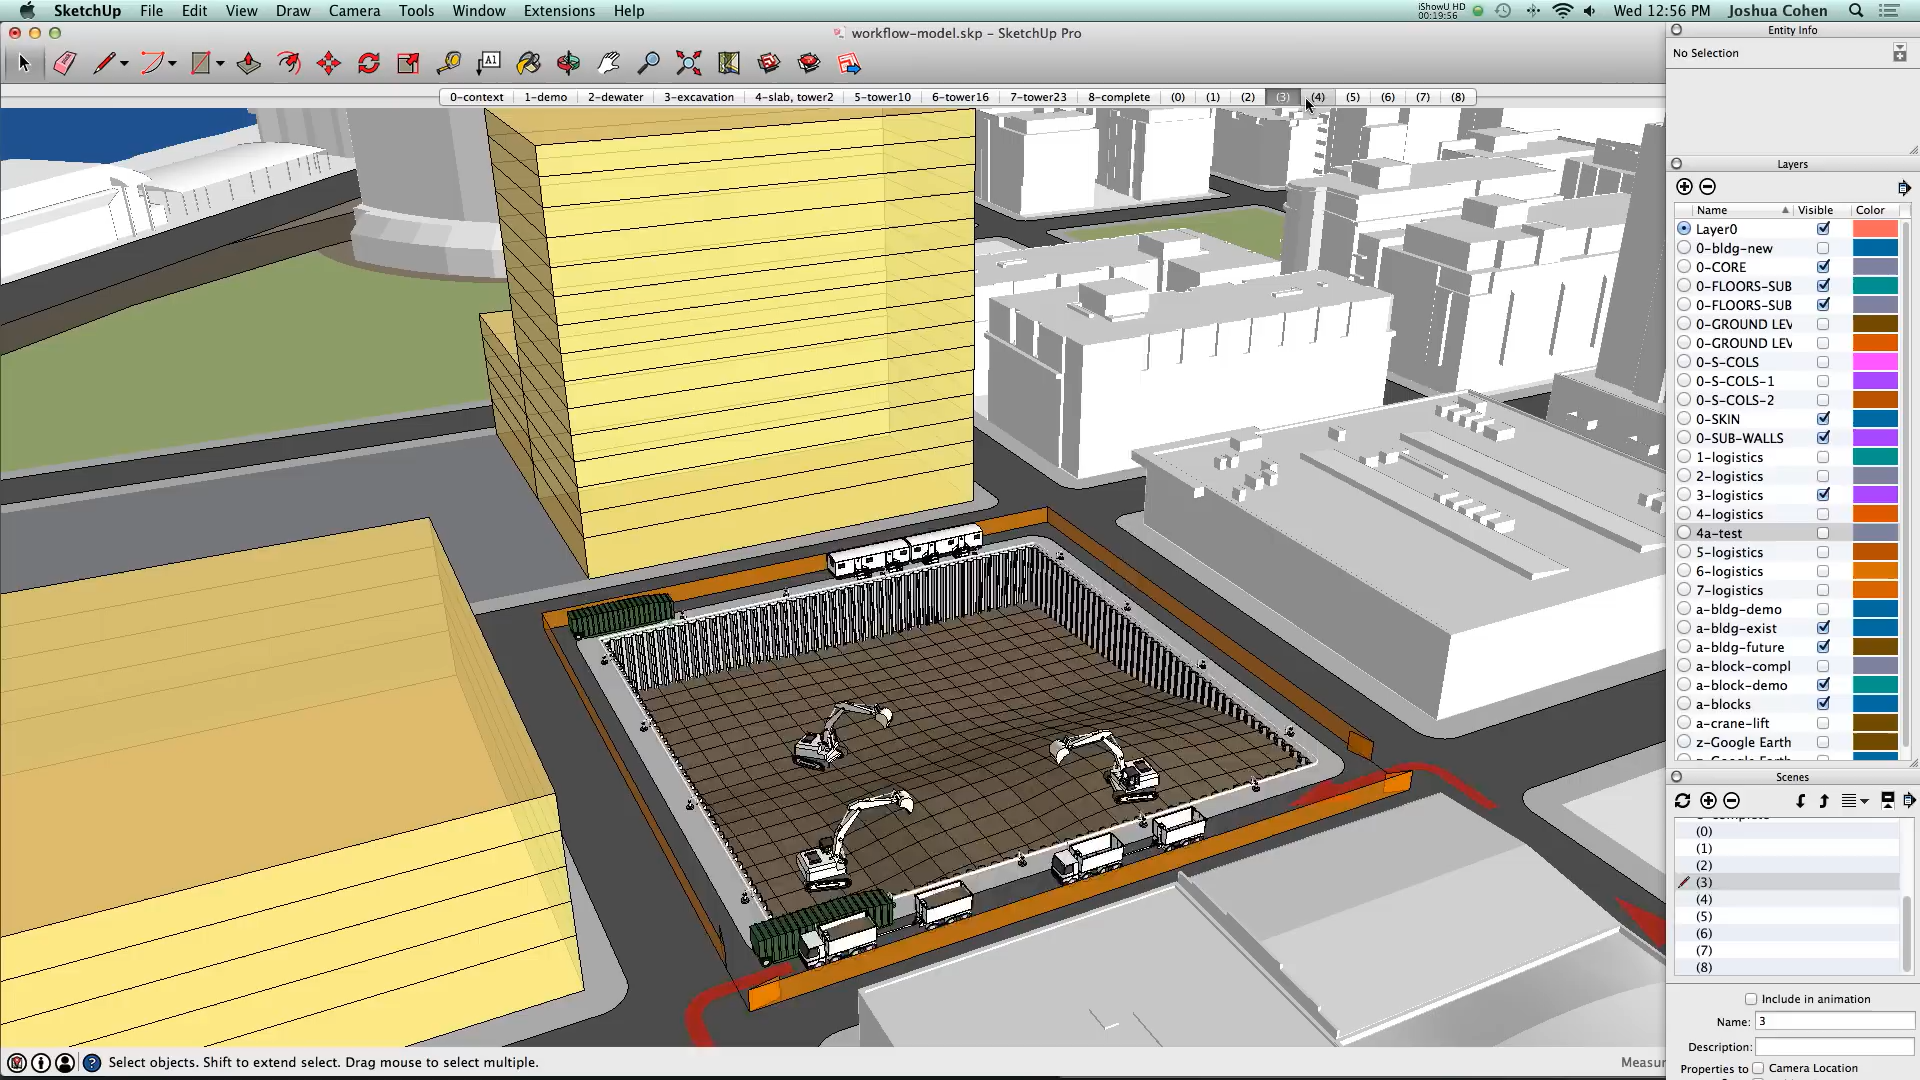 SketchUp File Edit View Draw Camera Tools Window Extensions Help
iShowU HD
00:19:56
Wed 12:56 PM Joshua Cohen
workflow-model.skp - SketchUp Pro
A1
0-context 1-demo 2-dewater 3-excavation 4-slab, tower2 5-tower10 6-tower16 7-tower23 8-complete (0) (1) (2) (3) (4) (5) (6) (7) (8)
Entity Info
No Selection
Layers
Name Visible Color
Layer0
0-bldg-new
0-CORE
0-FLOORS-SUB
0-FLOORS-SUB
0-GROUND LEV
0-GROUND LEV
0-S-COLS
0-S-COLS-1
0-S-COLS-2
0-SKIN
0-SUB-WALLS
1-logistics
2-logistics
3-logistics
4-logistics
4a-test
5-logistics
6-logistics
7-logistics
a-bldg-demo
a-bldg-exist
a-bldg-future
a-block-compl
a-block-demo
a-blocks
a-crane-lift
z-Google Earth
Scenes
(0)
(1)
(2)
(3)
(4)
(5)
(6)
(7)
(8)
Include in animation
Name: 3
Description:
Properties to Camera Location
Select objects. Shift to extend select. Drag mouse to select multiple.
Measur